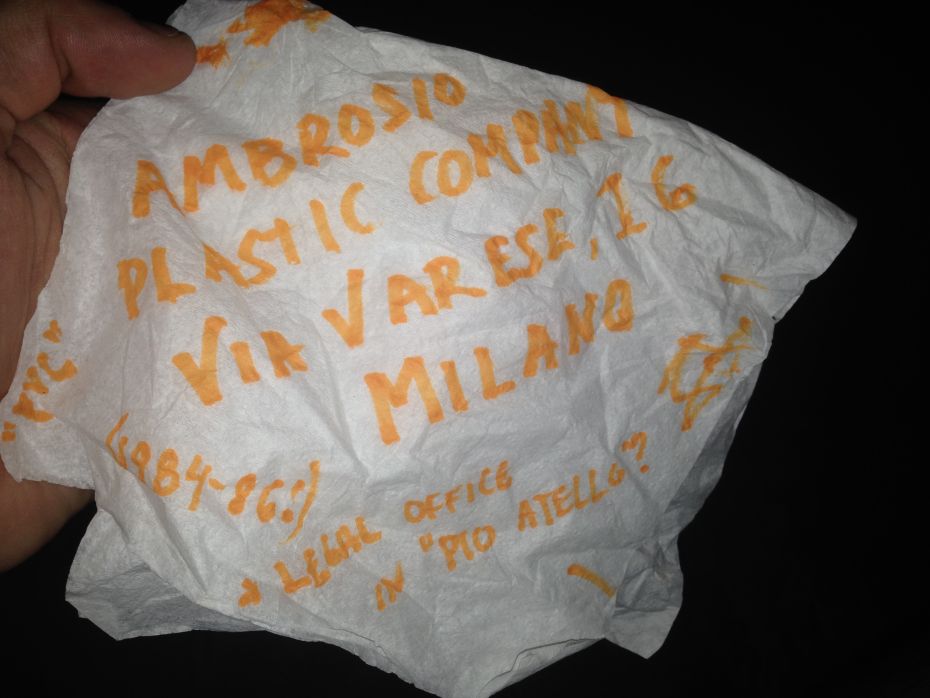 AMBROSIO
PLASTIC COMPANY
VIA VARESE, 16
MILANO
"PVC"
(1984-86?)
→ LEGAL OFFICE
IN "PIO ATELLO"?